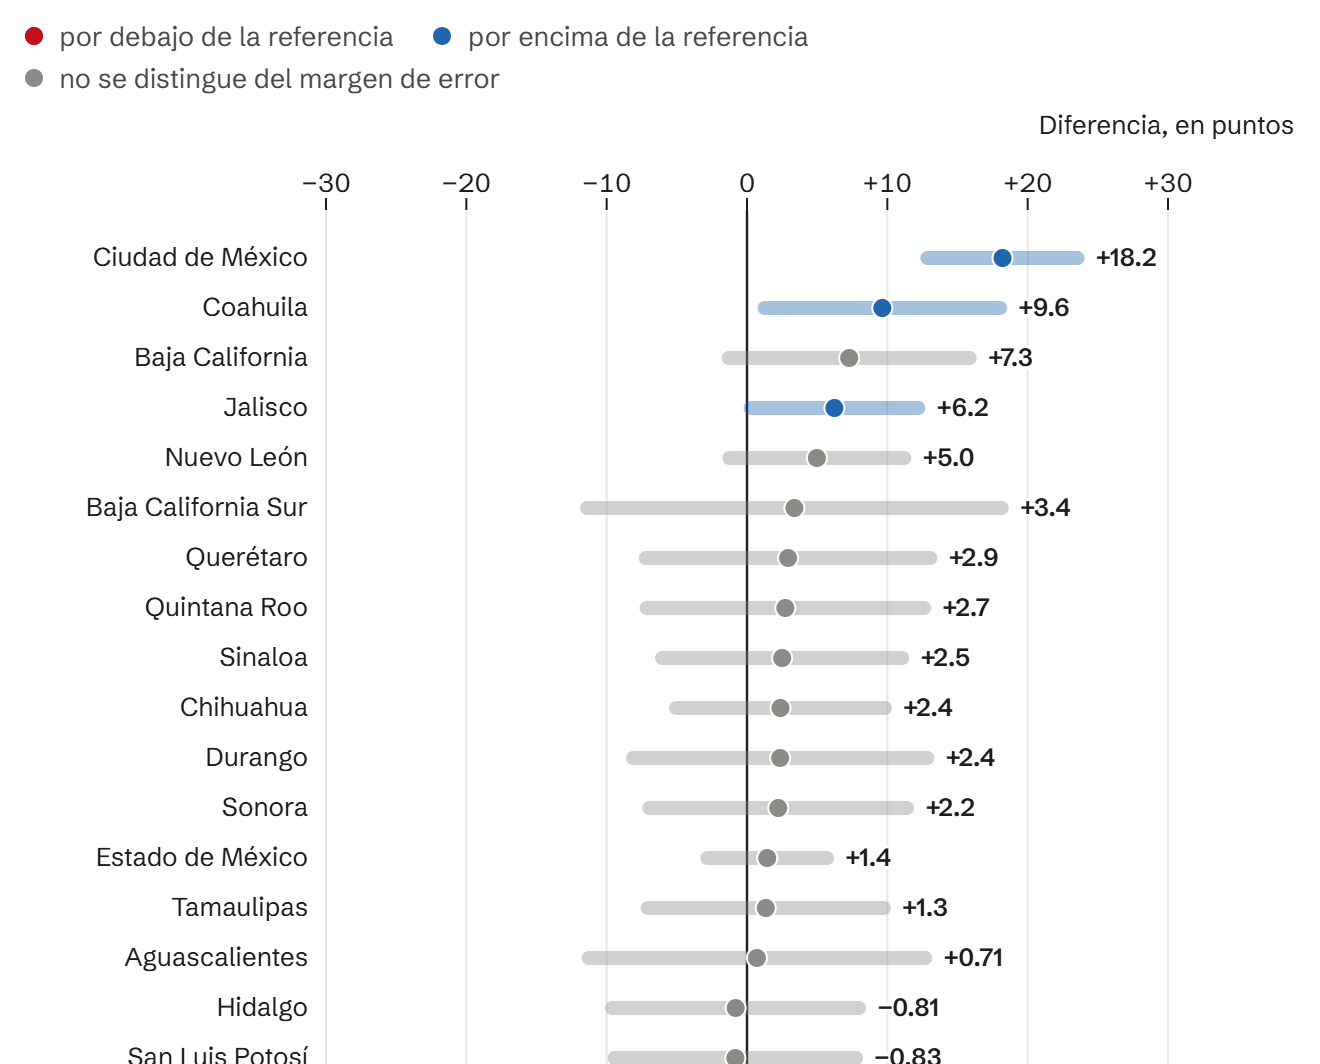 por debajo de la referencia por encima de la referencia
no se distingue del margen de error
Diferencia, en puntos
−30 −20 −10 0 +10 +20 +30
Ciudad de México +18.2
Coahuila +9.6
Baja California +7.3
Jalisco +6.2
Nuevo León +5.0
Baja California Sur +3.4
Querétaro +2.9
Quintana Roo +2.7
Sinaloa +2.5
Chihuahua +2.4
Durango +2.4
Sonora +2.2
Estado de México +1.4
Tamaulipas +1.3
Aguascalientes +0.71
Hidalgo −0.81
San Luis Potosí −0.83